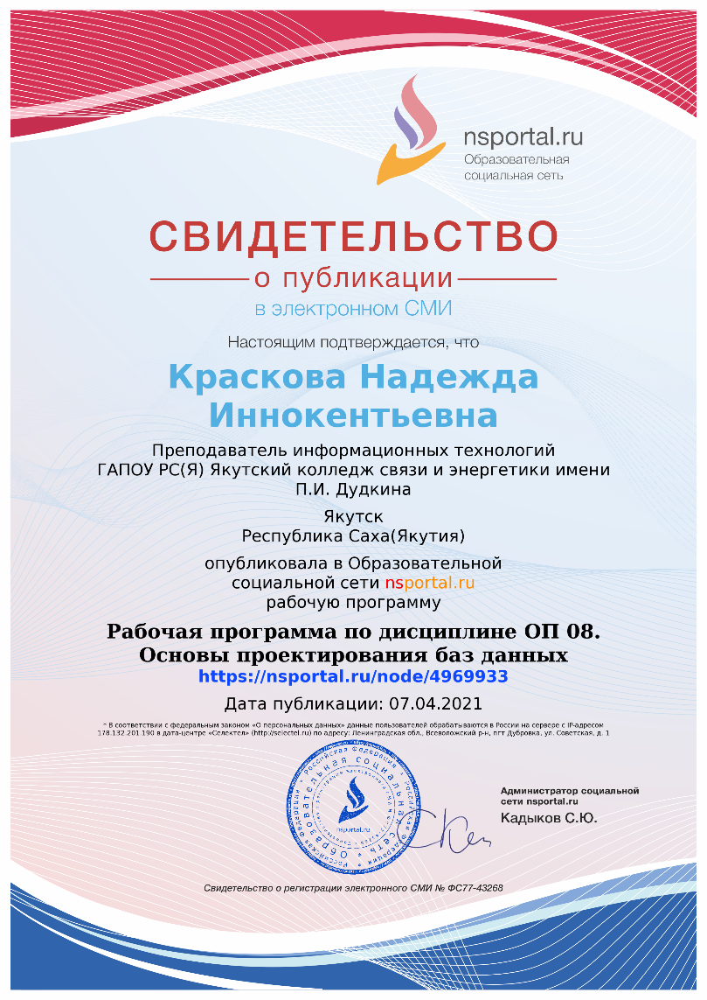 nsportal.ru
Образовательная
социальная сеть
СВИДЕТЕЛЬСТВО
о публикации
в электронном СМИ
Настоящим подтверждается, что
Краскова Надежда
Иннокентьевна
Преподаватель информационных технологий
ГАПОУ РС(Я) Якутский колледж связи и энергетики имени
П.И. Дудкина
Якутск
Республика Саха(Якутия)
опубликовала в Образовательной
социальной сети nsportal.ru
рабочую программу
Рабочая программа по дисциплине ОП 08.
Основы проектирования баз данных
https://nsportal.ru/node/4969933
Дата публикации: 07.04.2021
* В соответствии с федеральным законом «О персональных данных» данные пользователей обрабатываются в России на сервере с IP-адресом
178.132.201.190 в дата-центре «Селектел» (http://selectel.ru) по адресу: Ленинградская обл., Всеволожский р-н, пгт Дубровка, ул. Советская, д. 1
Российская Федерация * Российская Федерация * Российская Федерация *
Образовательная социальная сеть *
nsportal.ru
Администратор социальной
сети nsportal.ru
Кадыков С.Ю.
Свидетельство о регистрации электронного СМИ № ФС77-43268